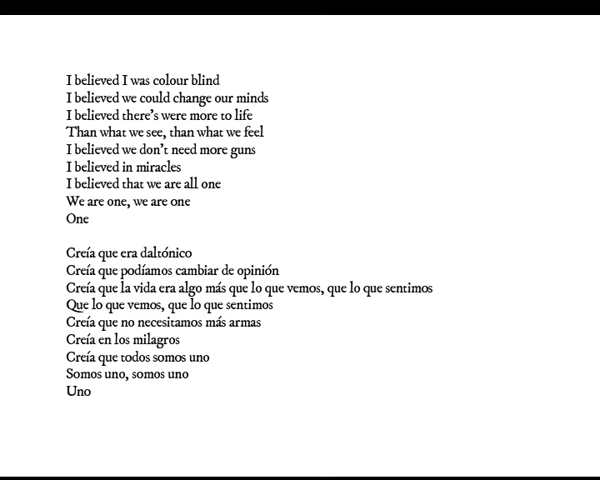 I believed I was colour blind
I believed we could change our minds
I believed there's were more to life
Than what we see, than what we feel
I believed we don't need more guns
I believed in miracles
I believed that we are all one
We are one, we are one
One
Creía que era daltónico
Creía que podíamos cambiar de opinión
Creía que la vida era algo más que lo que vemos, que lo que sentimos
Que lo que vemos, que lo que sentimos
Creía que no necesitamos más armas
Creía en los milagros
Creía que todos somos uno
Somos uno, somos uno
Uno